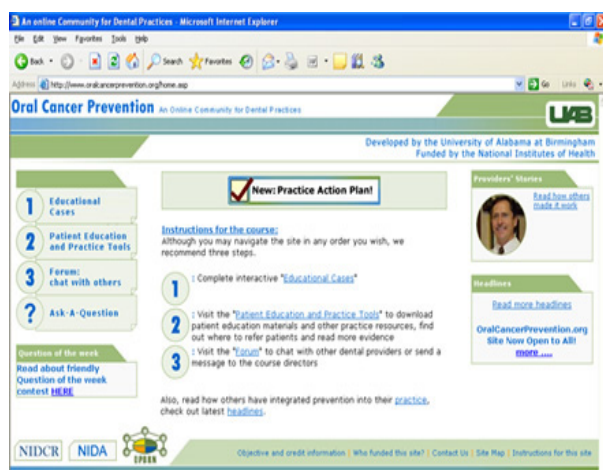 An online Community for Dental Practices - Microsoft Internet Explorer
File Edit View Favorites Tools Help
Back Search Favorites
Address http://www.oralcancerprevention.org/home.asp Go Links
Oral Cancer Prevention An Online Community for Dental Practices
UAB
Developed by the University of Alabama at Birmingham
Funded by the National Institutes of Health
1 Educational
Cases
2 Patient Education
and Practice Tools
3 Forum:
chat with others
? Ask-A-Question
Question of the week
Read about friendly
Question of the week
contest HERE
New: Practice Action Plan!
Instructions for the course:
Although you may navigate the site in any order you wish, we
recommend three steps.
1 : Complete interactive "Educational Cases"
2 : Visit the "Patient Education and Practice Tools" to download
patient education materials and other practice resources, find
out where to refer patients and read more evidence
3 : Visit the "Forum" to chat with other dental providers or send a
message to the course directors
Also, read how others have integrated prevention into their practice,
check out latest headlines.
Providers' Stories
Read how others
made it work
Headlines
Read more headlines
OralCancerPrevention.org
Site Now Open to All!
more ....
NIDCR NIDA DPBRN
Objective and credit information | Who funded this site? | Contact Us | Site Map | Instructions for this site